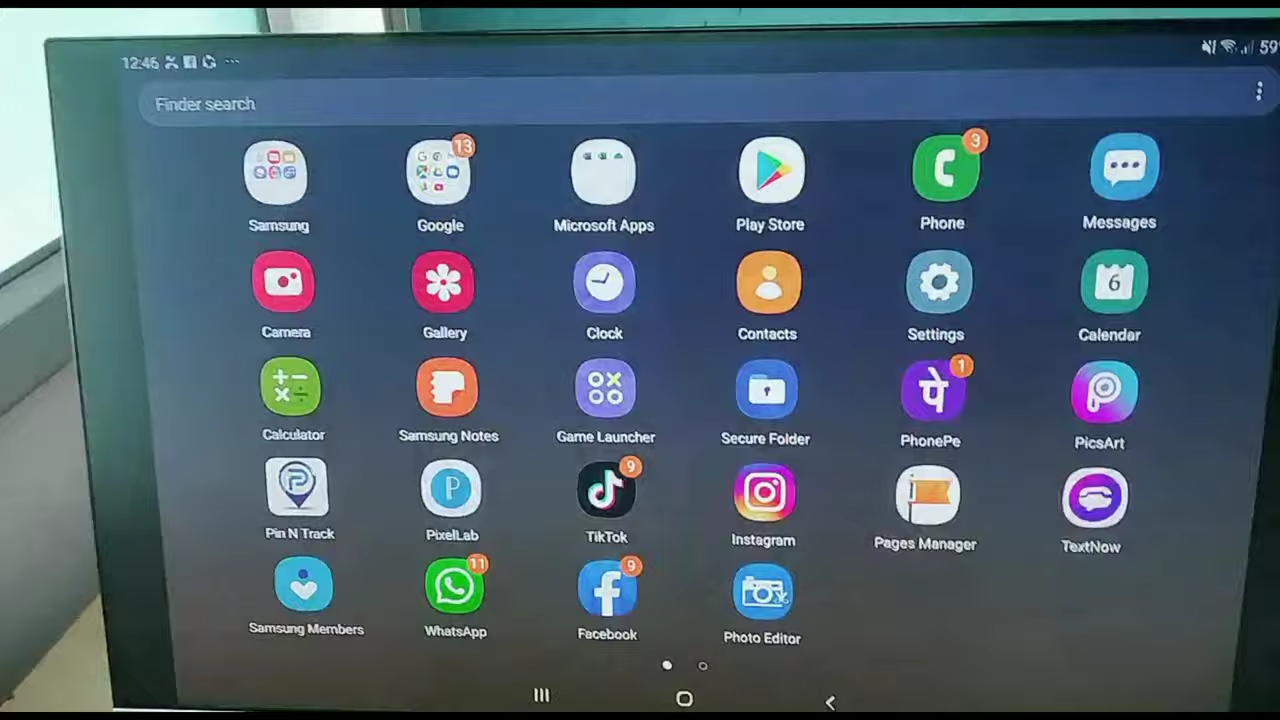 12:46
59
Finder search
13
3
Samsung Google Microsoft Apps Play Store Phone Messages
6
Camera Gallery Clock Contacts Settings Calendar
1
पे
Calculator Samsung Notes Game Launcher Secure Folder PhonePe PicsArt
9
P
Pin N Track PixelLab TikTok Instagram Pages Manager TextNow
11 9
Samsung Members WhatsApp Facebook Photo Editor